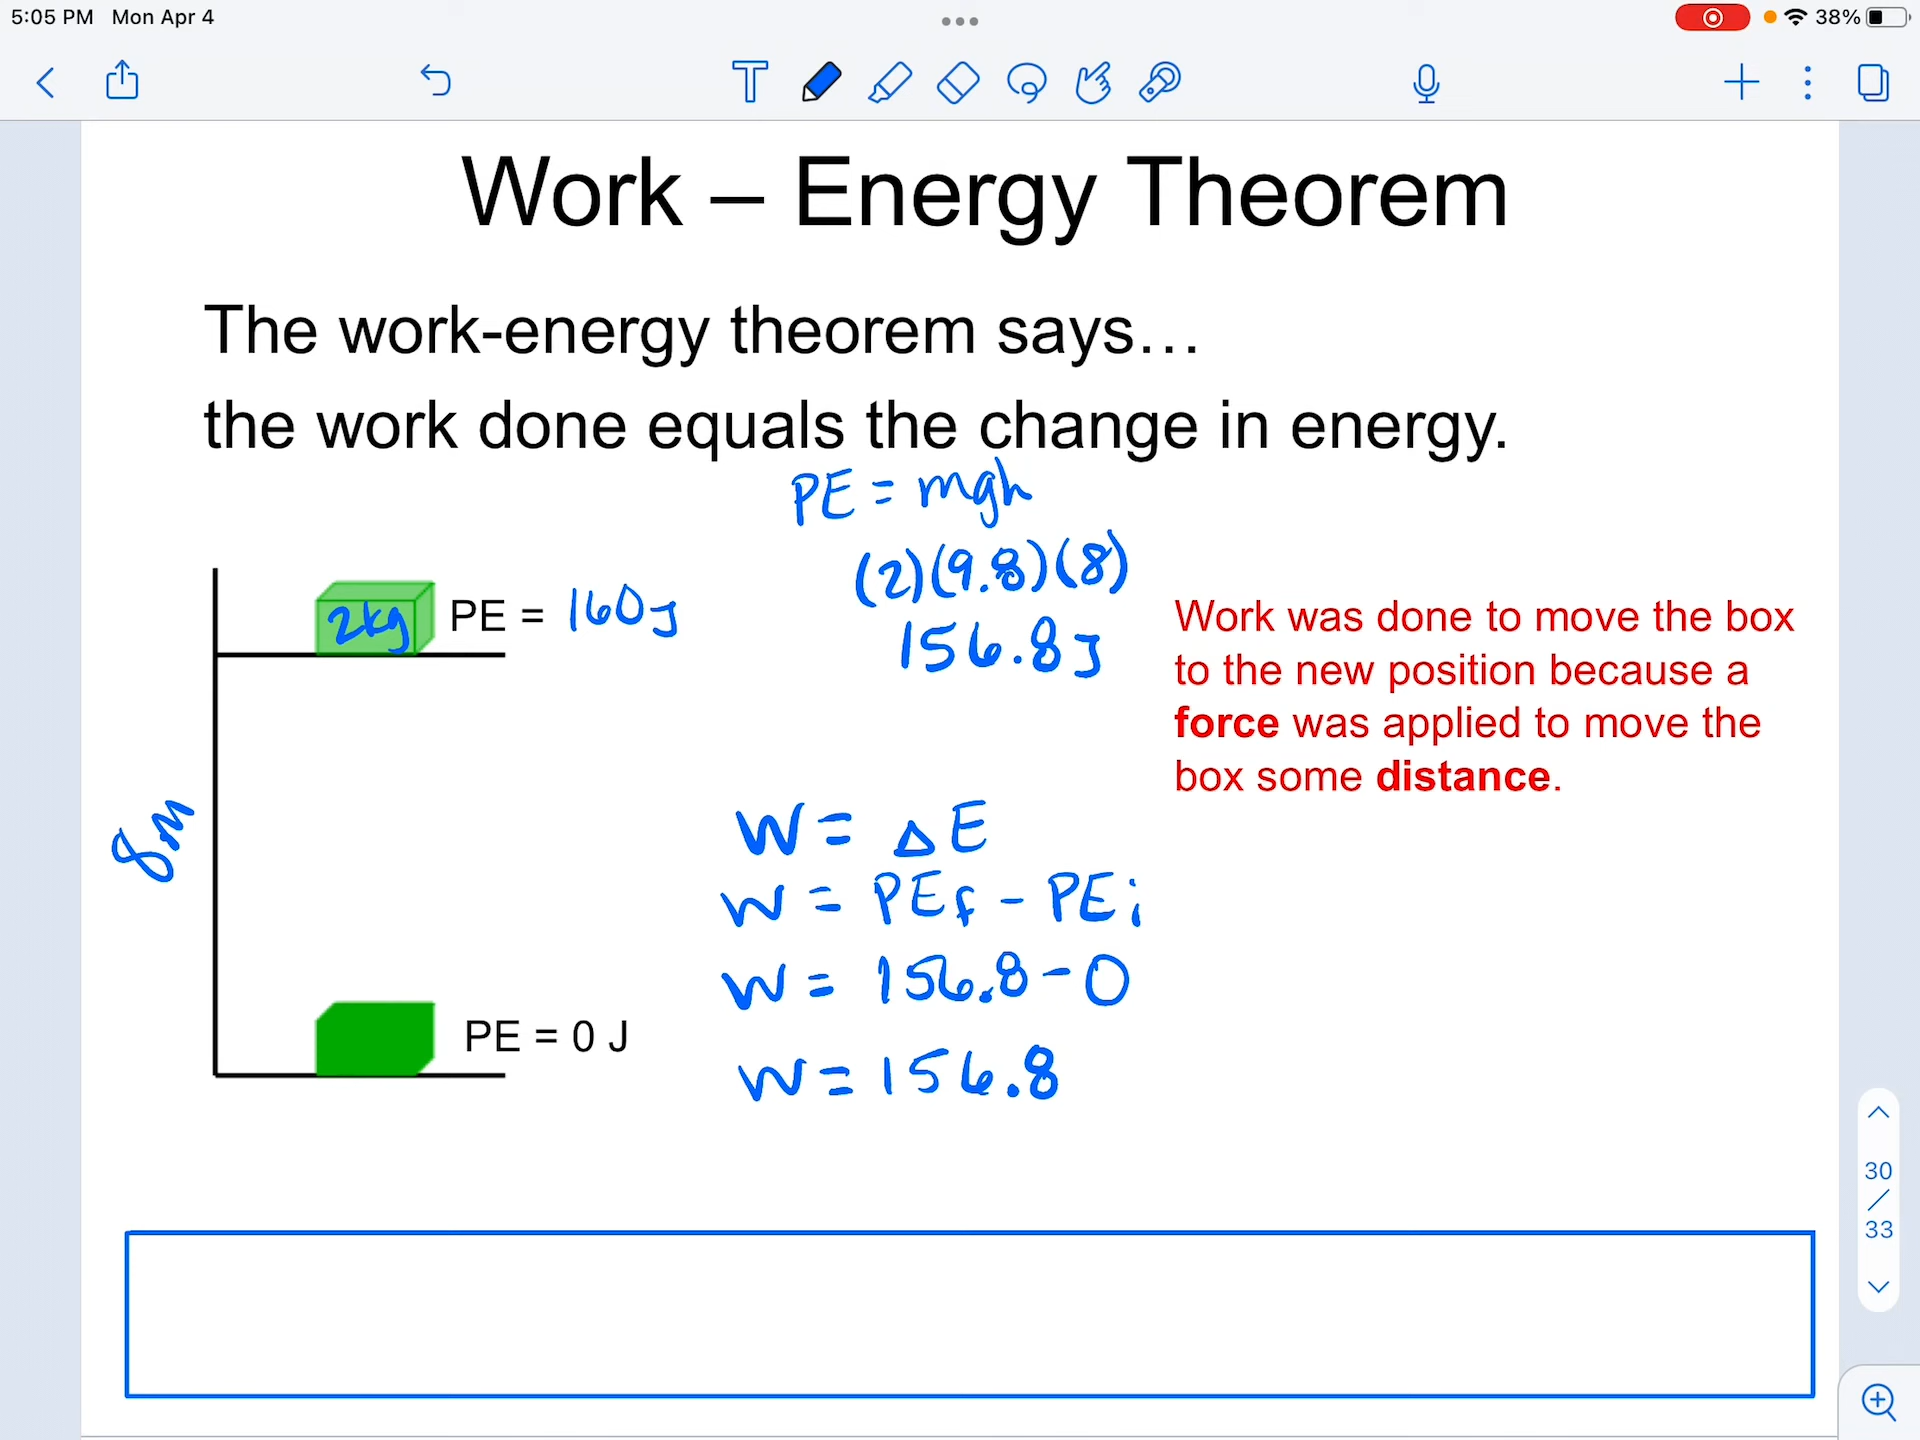 5:05 PM Mon Apr 4
38%
T
Work – Energy Theorem
The work-energy theorem says...
the work done equals the change in energy.
PE = mgh
(2)(9.8)(8)
156.8J
2kg PE = 160J
Work was done to move the box
to the new position because a
force was applied to move the
box some distance.
8m
W = ΔE
W = PEf - PEi
W = 156.8 - 0
W = 156.8
PE = 0 J
30
/
33